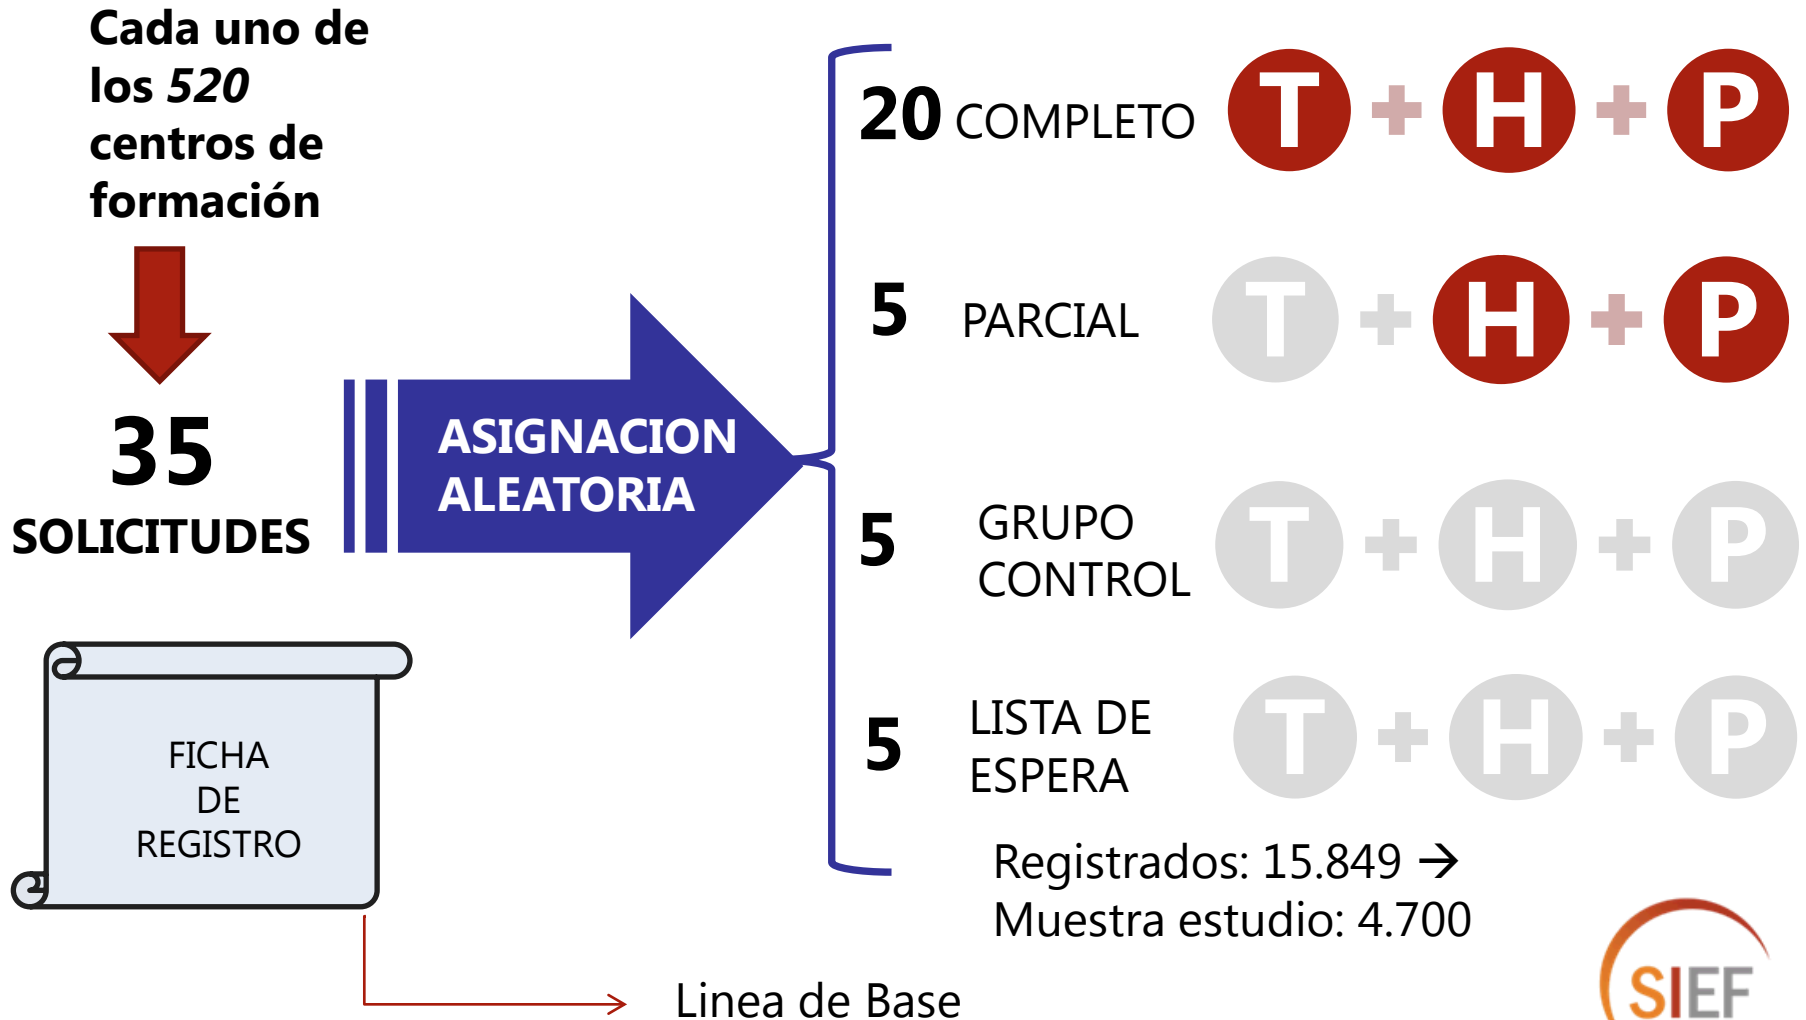 Cada uno de
los 520
centros de
formación
35
SOLICITUDES
FICHA
DE
REGISTRO
ASIGNACION
ALEATORIA
20 COMPLETO T + H + P
5 PARCIAL T + H + P
5 GRUPO
CONTROL T + H + P
5 LISTA DE
ESPERA T + H + P
Registrados: 15.849 →
Muestra estudio: 4.700
Linea de Base
SIEF